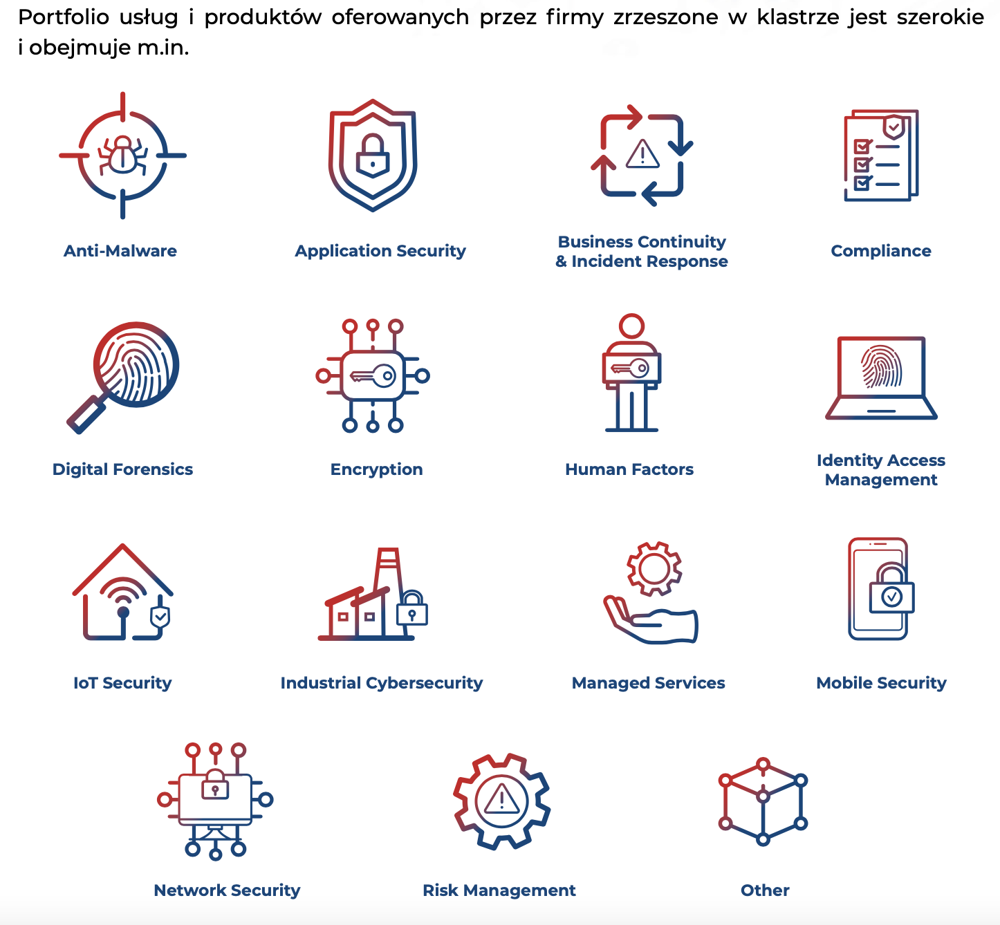 Portfolio usług i produktów oferowanych przez firmy zrzeszone w klastrze jest szerokie
i obejmuje m.in.
Anti-Malware
Application Security
Business Continuity
& Incident Response
Compliance
Digital Forensics
Encryption
Human Factors
Identity Access
Management
IoT Security
Industrial Cybersecurity
Managed Services
Mobile Security
Network Security
Risk Management
Other